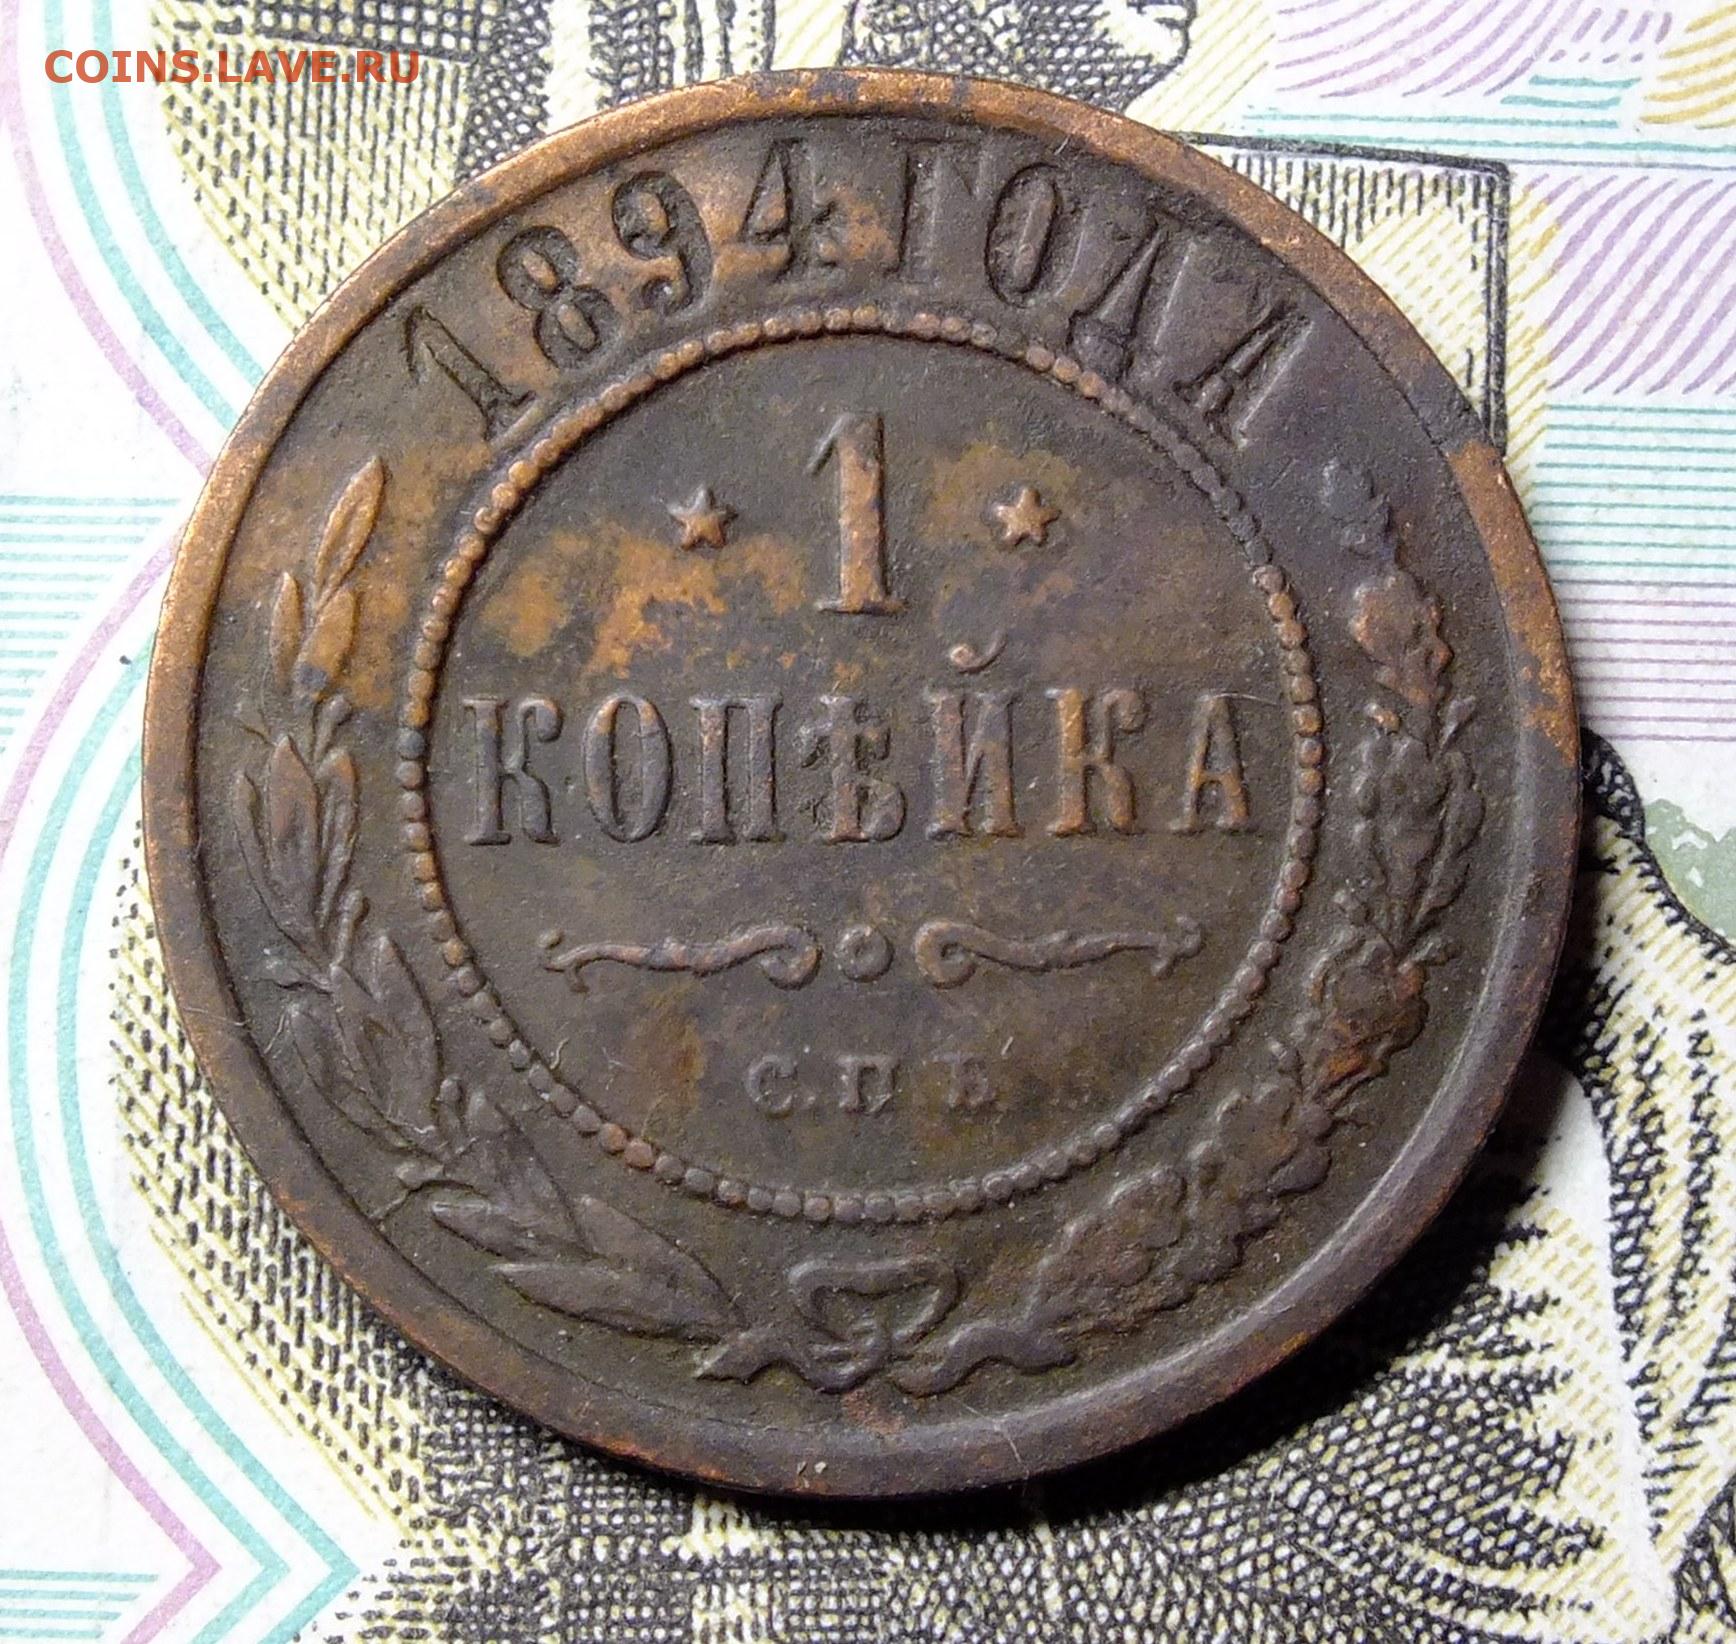 COINS.LAVE.RU
1894 ГОДА
1
КОПѢЙКА
С.П.Б.